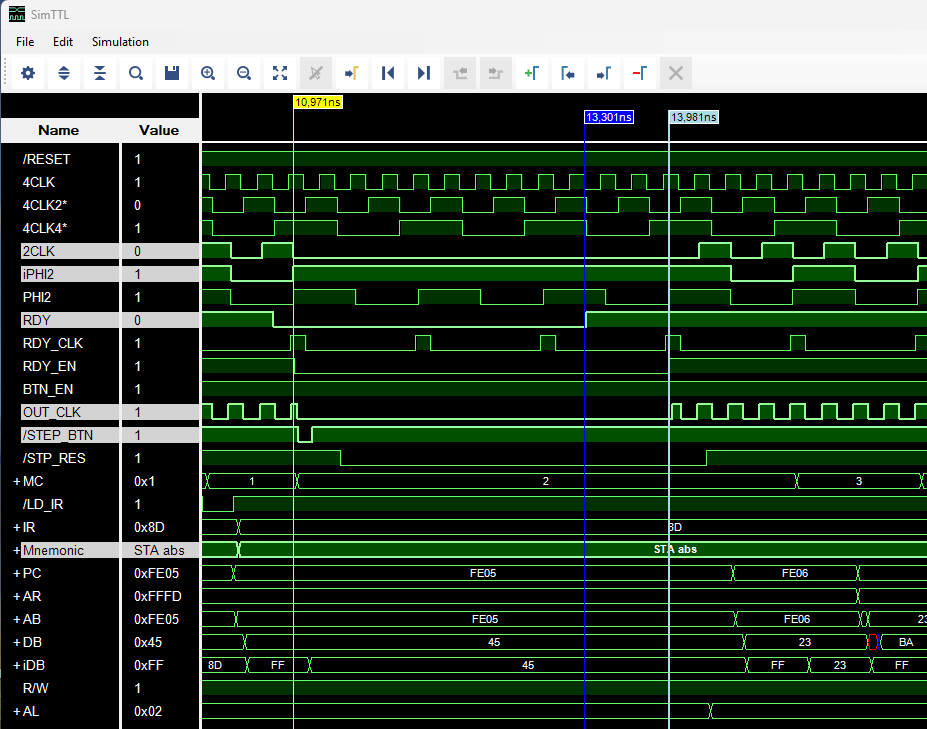 SimTTL
File Edit Simulation
10,971ns
13,301ns 13,981ns
Name Value
/RESET 1
4CLK 1
4CLK2* 0
4CLK4* 1
2CLK 0
iPHI2 1
PHI2 1
RDY 0
RDY_CLK 1
RDY_EN 1
BTN_EN 1
OUT_CLK 1
/STEP_BTN 1
/STP_RES 1
+MC 0x1 1 2 3
/LD_IR 1
+IR 0x8D 8D
+Mnemonic STA abs STA abs
+PC 0xFE05 FE05 FE06
+AR 0xFFFD
+AB 0xFE05 FE05 FE06 23
+DB 0x45 45 23 BA
+iDB 0xFF 8D FF 45 FF 23 FF
R/W 1
+AL 0x02